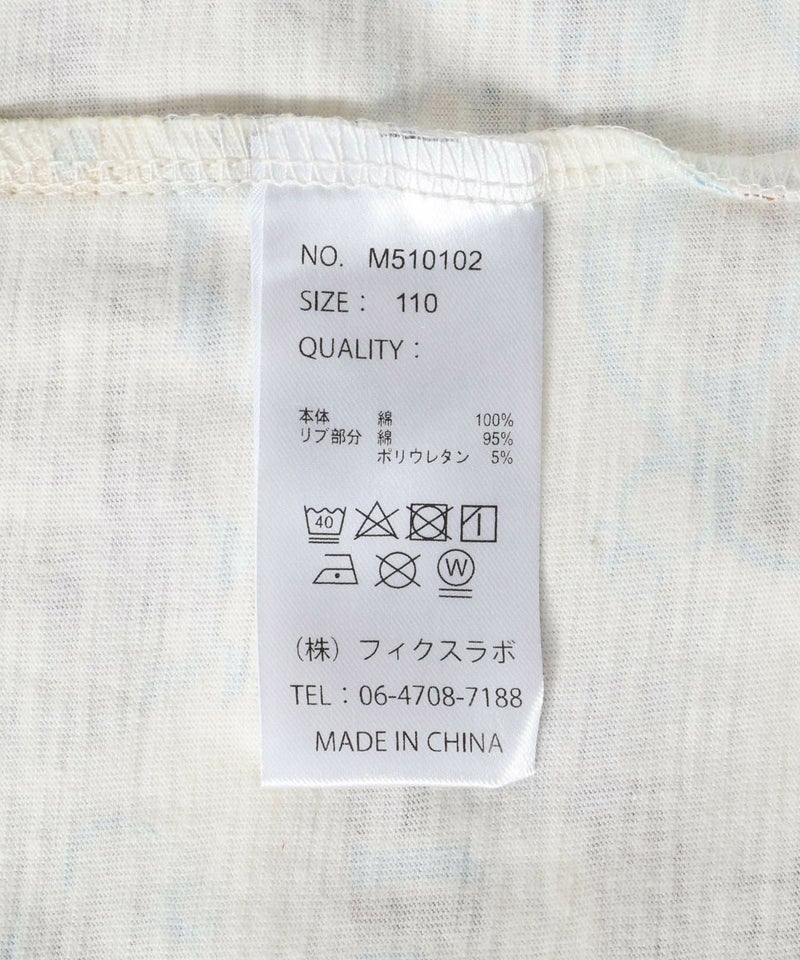 NO. M510102
SIZE： 110
QUALITY：
本体 綿 100%
リブ部分 綿 95%
ポリウレタン 5%
40
W
（株）フィクスラボ
TEL：06-4708-7188
MADE IN CHINA